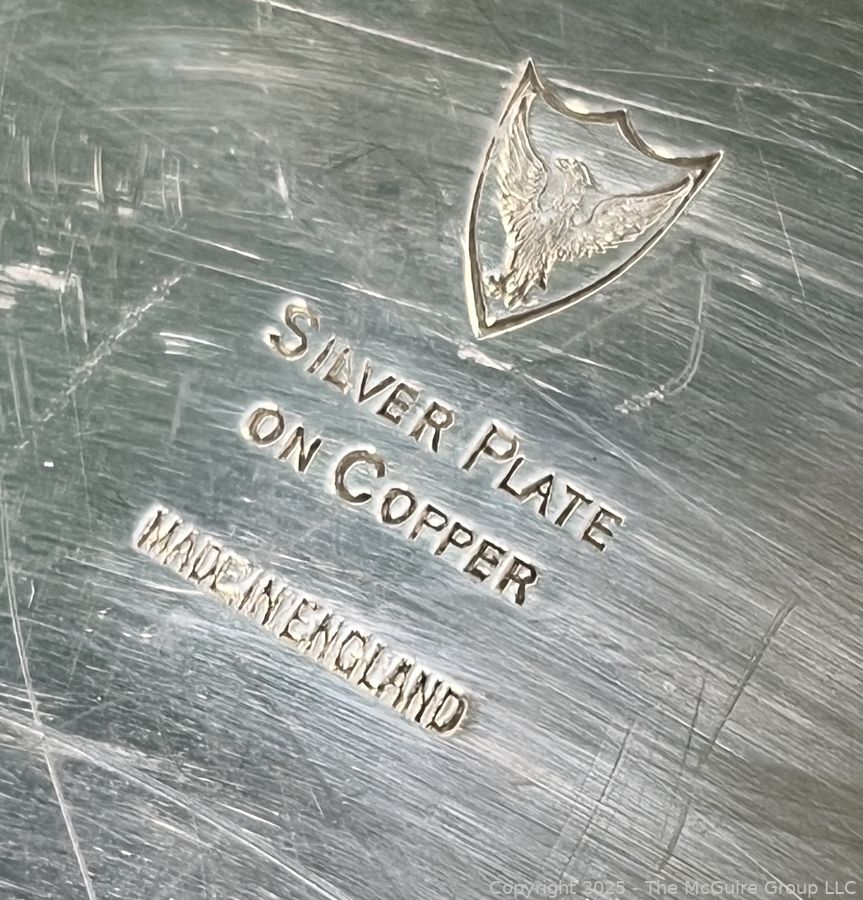 SILVER PLATE
ON COPPER
MADE IN ENGLAND
Copyright 2025 - The McGuire Group LLC